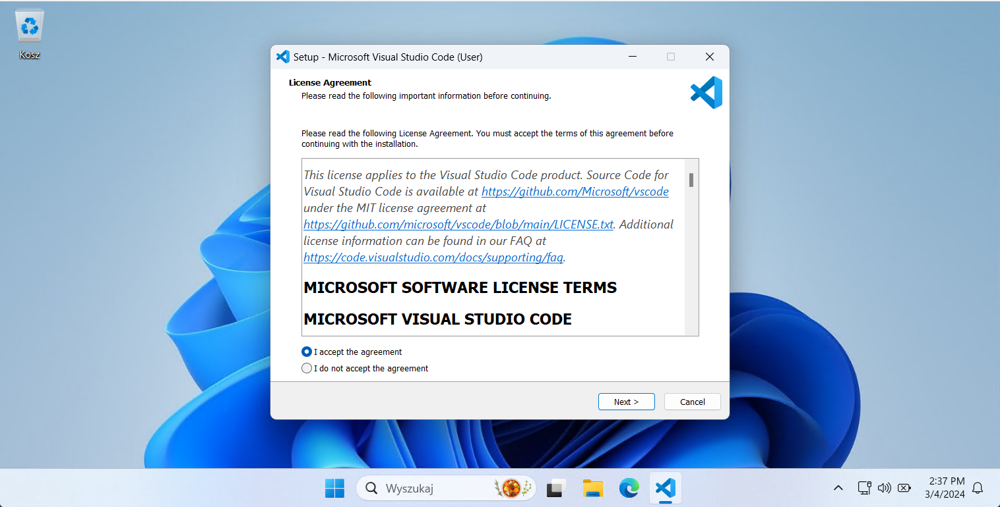 Kosz
Setup - Microsoft Visual Studio Code (User)
License Agreement
Please read the following important information before continuing.
Please read the following License Agreement. You must accept the terms of this agreement before
continuing with the installation.
This license applies to the Visual Studio Code product. Source Code for
Visual Studio Code is available at https://github.com/Microsoft/vscode
under the MIT license agreement at
https://github.com/microsoft/vscode/blob/main/LICENSE.txt. Additional
license information can be found in our FAQ at
https://code.visualstudio.com/docs/supporting/faq.
MICROSOFT SOFTWARE LICENSE TERMS
MICROSOFT VISUAL STUDIO CODE
I accept the agreement
I do not accept the agreement
Next >
Cancel
Wyszukaj
2:37 PM
3/4/2024